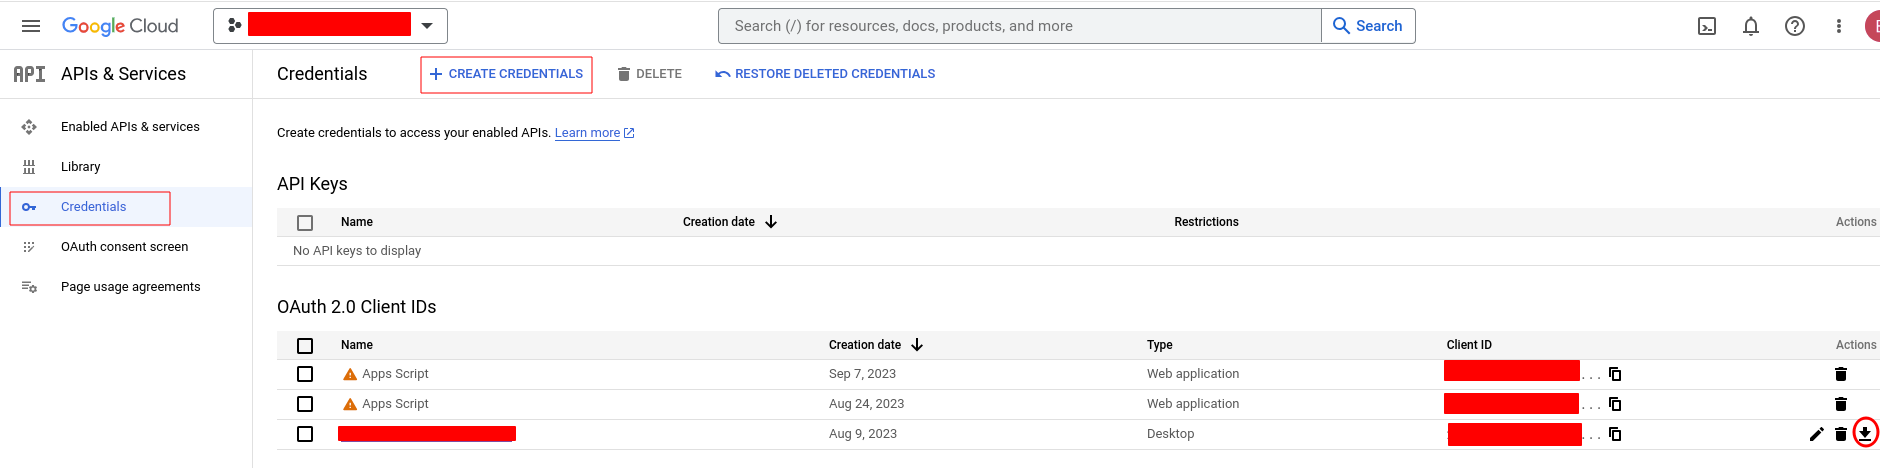 Google Cloud
Search (/) for resources, docs, products, and more
Search
API APIs & Services
Credentials
CREATE CREDENTIALS
DELETE
RESTORE DELETED CREDENTIALS
Enabled APIs & services
Library
Credentials
OAuth consent screen
Page usage agreements
Create credentials to access your enabled APIs. Learn more
API Keys
Name Creation date Restrictions Actions
No API keys to display
OAuth 2.0 Client IDs
Name Creation date Type Client ID Actions
Apps Script Sep 7, 2023 Web application ...
Apps Script Aug 24, 2023 Web application ...
Aug 9, 2023 Desktop ...